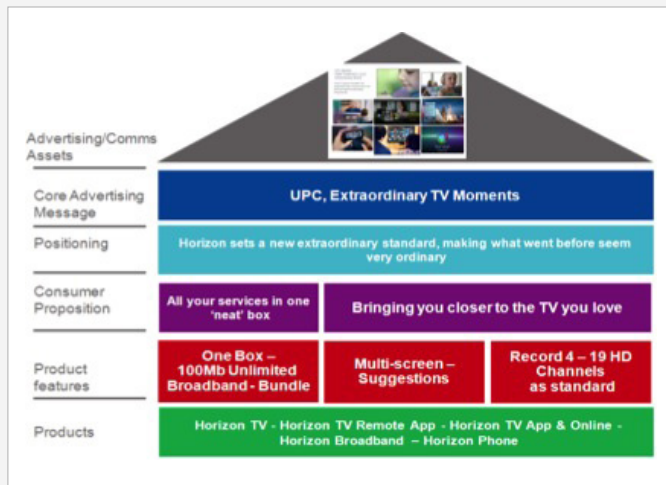 Advertising/Comms
Assets
Core Advertising
Message
UPC, Extraordinary TV Moments
Positioning
Horizon sets a new extraordinary standard, making what went before seem
very ordinary
Consumer
Proposition
All your services in one
'neat' box
Bringing you closer to the TV you love
Product
features
One Box –
100Mb Unlimited
Broadband - Bundle
Multi-screen –
Suggestions
Record 4 – 19 HD
Channels
as standard
Products
Horizon TV - Horizon TV Remote App - Horizon TV App & Online -
Horizon Broadband – Horizon Phone